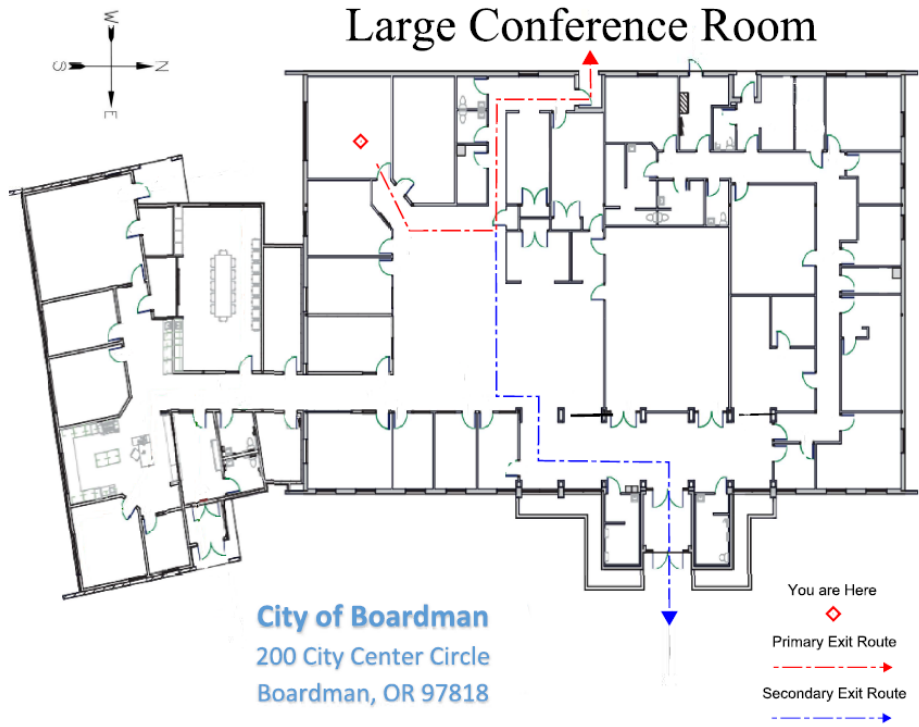 Large Conference Room
W
S
N
E
City of Boardman
200 City Center Circle
Boardman, OR 97818
You are Here
Primary Exit Route
Secondary Exit Route